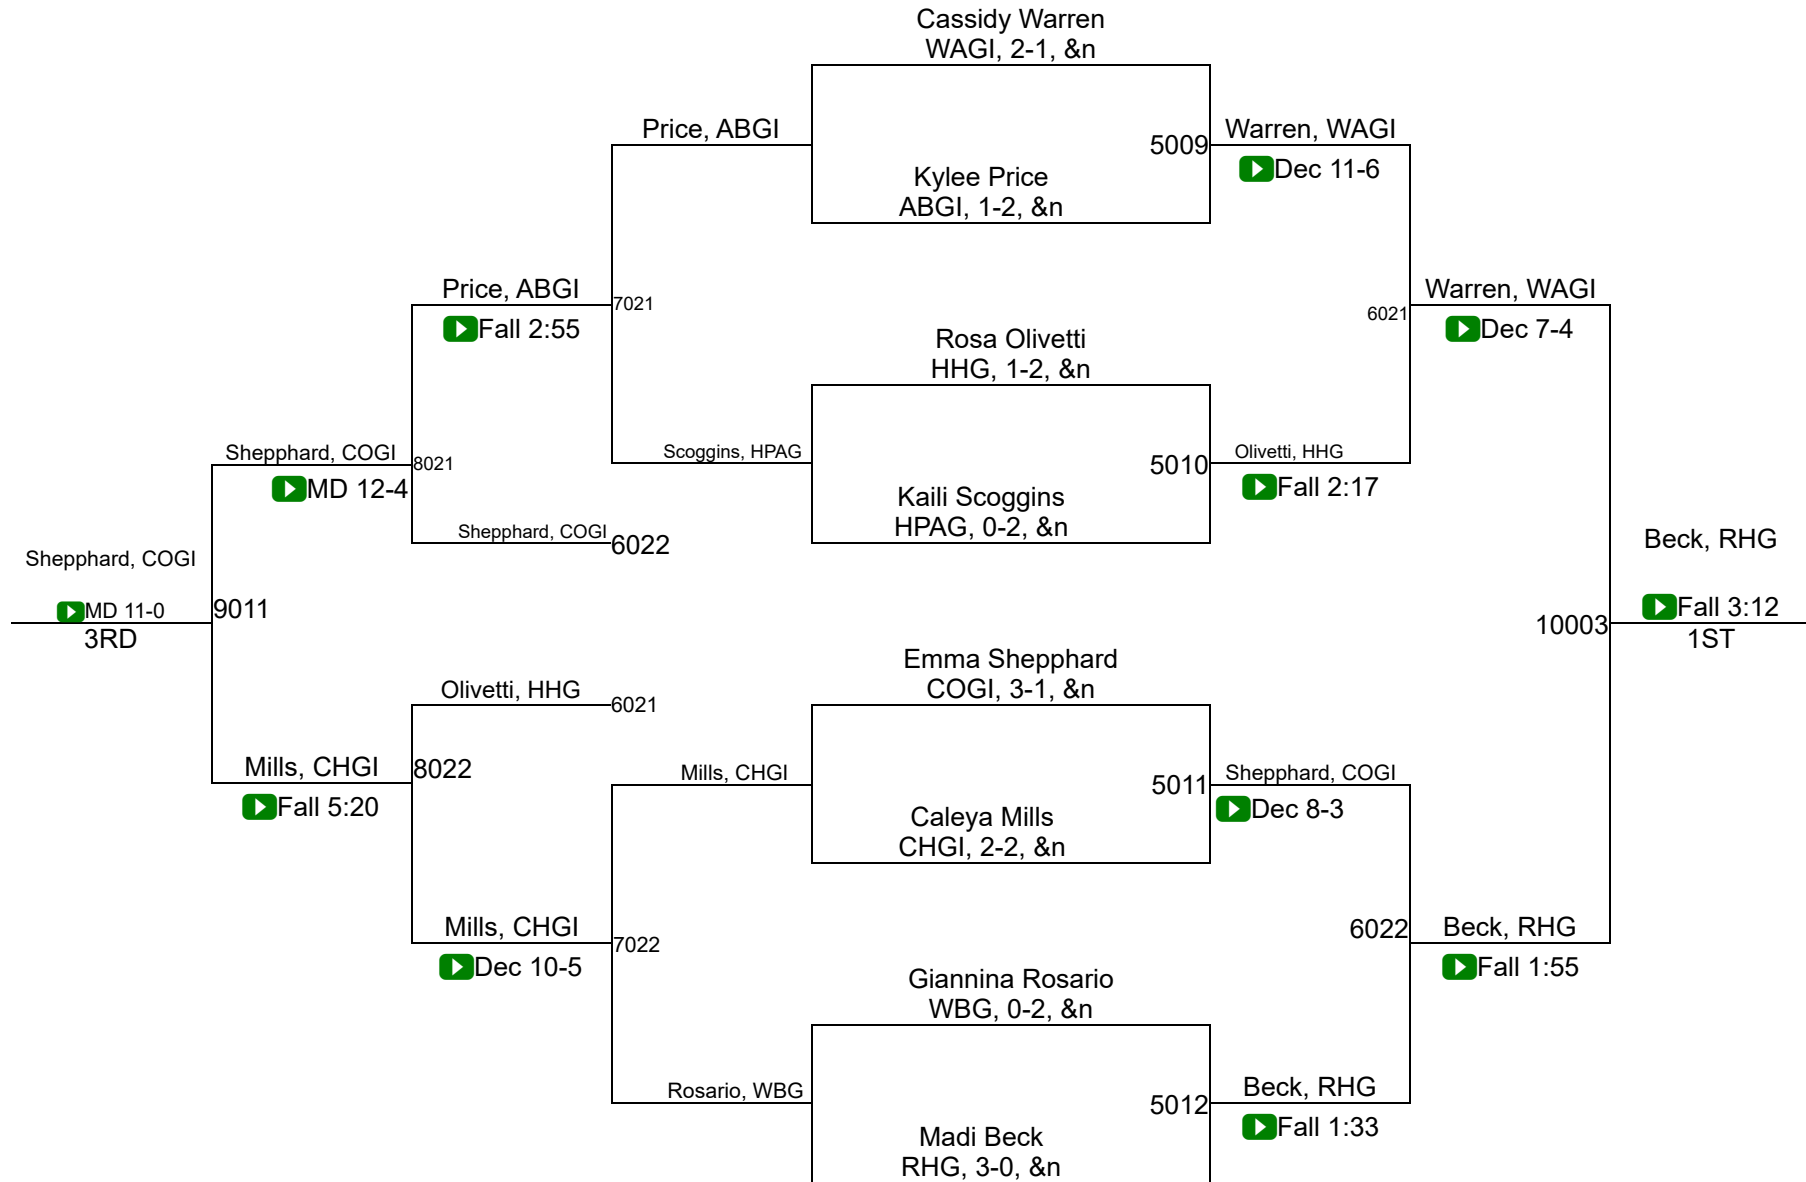 Cassidy Warren
WAGI, 2-1, &n
Price, ABGI
5009
Warren, WAGI
Dec 11-6
Kylee Price
ABGI, 1-2, &n
Price, ABGI
Fall 2:55
7021
6021
Warren, WAGI
Dec 7-4
Rosa Olivetti
HHG, 1-2, &n
Shepphard, COGI
MD 12-4
8021
Scoggins, HPAG
5010
Olivetti, HHG
Fall 2:17
Kaili Scoggins
HPAG, 0-2, &n
Shepphard, COGI
6022
Shepphard, COGI
MD 11-0
3RD
9011
Beck, RHG
Fall 3:12
1ST
10003
Emma Shepphard
COGI, 3-1, &n
Olivetti, HHG
6021
Mills, CHGI
Fall 5:20
8022
Mills, CHGI
5011
Shepphard, COGI
Dec 8-3
Caleya Mills
CHGI, 2-2, &n
Mills, CHGI
Dec 10-5
7022
6022
Beck, RHG
Fall 1:55
Giannina Rosario
WBG, 0-2, &n
Rosario, WBG
5012
Beck, RHG
Fall 1:33
Madi Beck
RHG, 3-0, &n